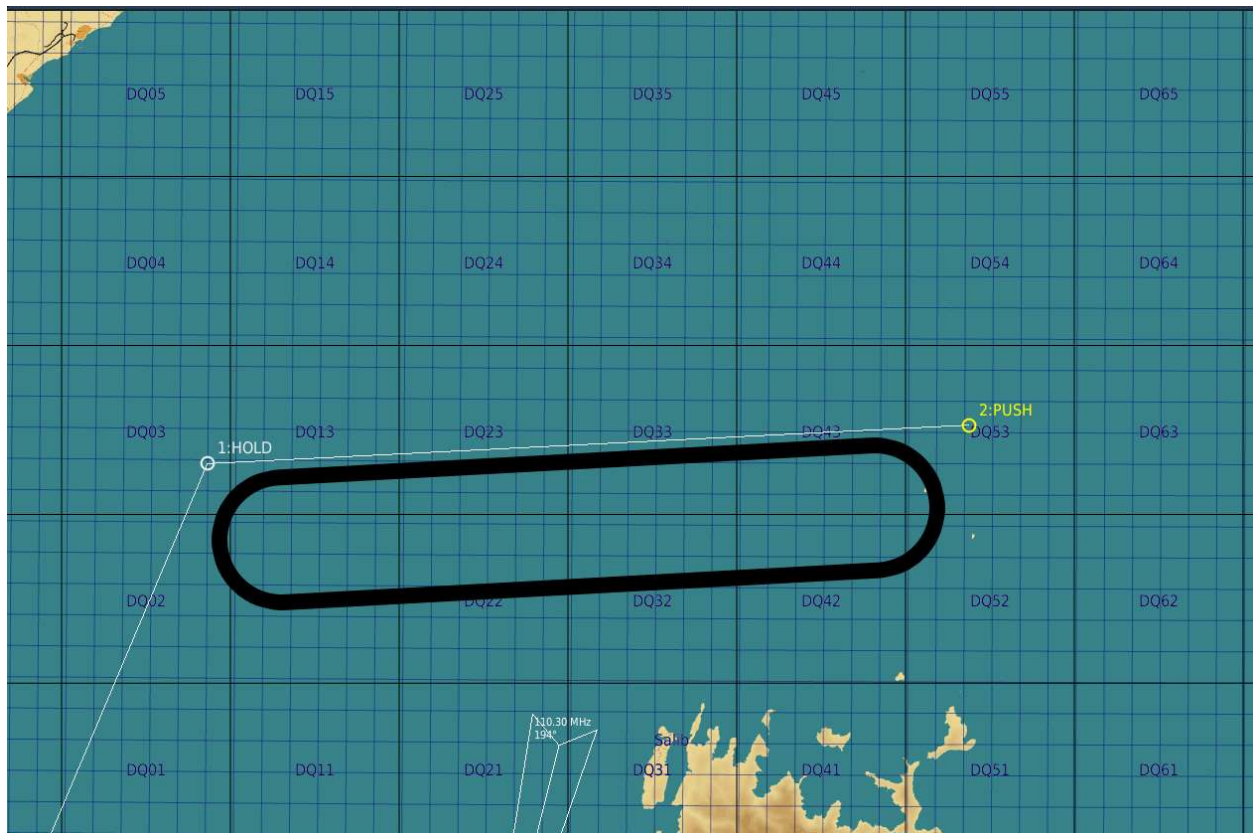 DQ05 DQ15 DQ25 DQ35 DQ45 DQ55 DQ65
DQ04 DQ14 DQ24 DQ34 DQ44 DQ54 DQ64
2:PUSH
DQ03 DQ13 DQ23 DQ33 DQ43 DQ53 DQ63
1:HOLD
DQ02 DQ22 DQ32 DQ42 DQ52 DQ62
110.30 MHz
194°
Salib
DQ01 DQ11 DQ21 DQ31 DQ41 DQ51 DQ61